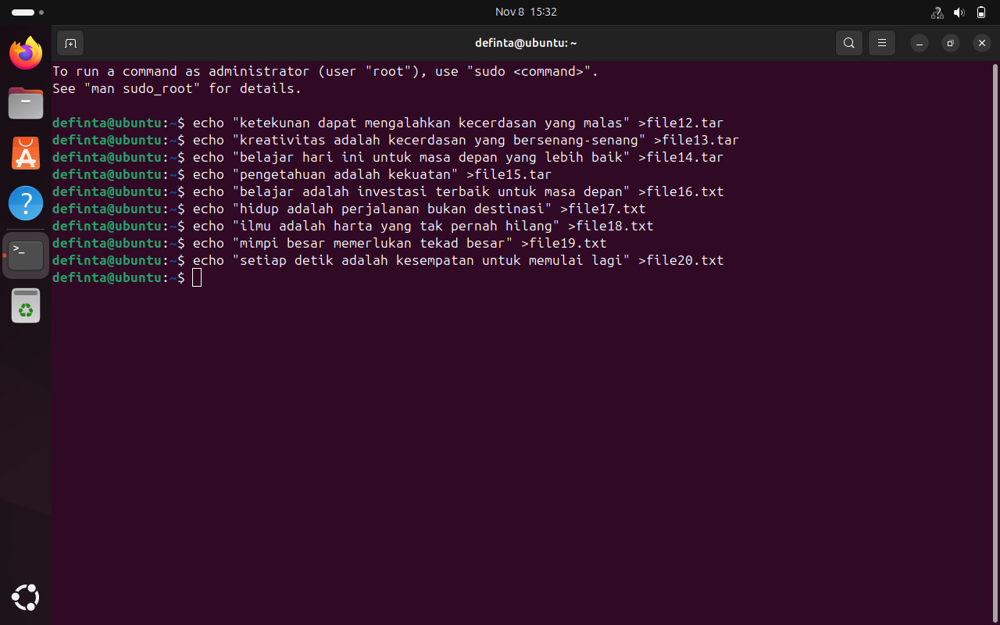 Nov 8 15:32
definta@ubuntu: ~
To run a command as administrator (user "root"), use "sudo <command>".
See "man sudo_root" for details.
definta@ubuntu:~$ echo "ketekunan dapat mengalahkan kecerdasan yang malas" >file12.tar
definta@ubuntu:~$ echo "kreativitas adalah kecerdasan yang bersenang-senang" >file13.tar
definta@ubuntu:~$ echo "belajar hari ini untuk masa depan yang lebih baik" >file14.tar
definta@ubuntu:~$ echo "pengetahuan adalah kekuatan" >file15.tar
definta@ubuntu:~$ echo "belajar adalah investasi terbaik untuk masa depan" >file16.txt
definta@ubuntu:~$ echo "hidup adalah perjalanan bukan destinasi" >file17.txt
definta@ubuntu:~$ echo "ilmu adalah harta yang tak pernah hilang" >file18.txt
definta@ubuntu:~$ echo "mimpi besar memerlukan tekad besar" >file19.txt
definta@ubuntu:~$ echo "setiap detik adalah kesempatan untuk memulai lagi" >file20.txt
definta@ubuntu:~$